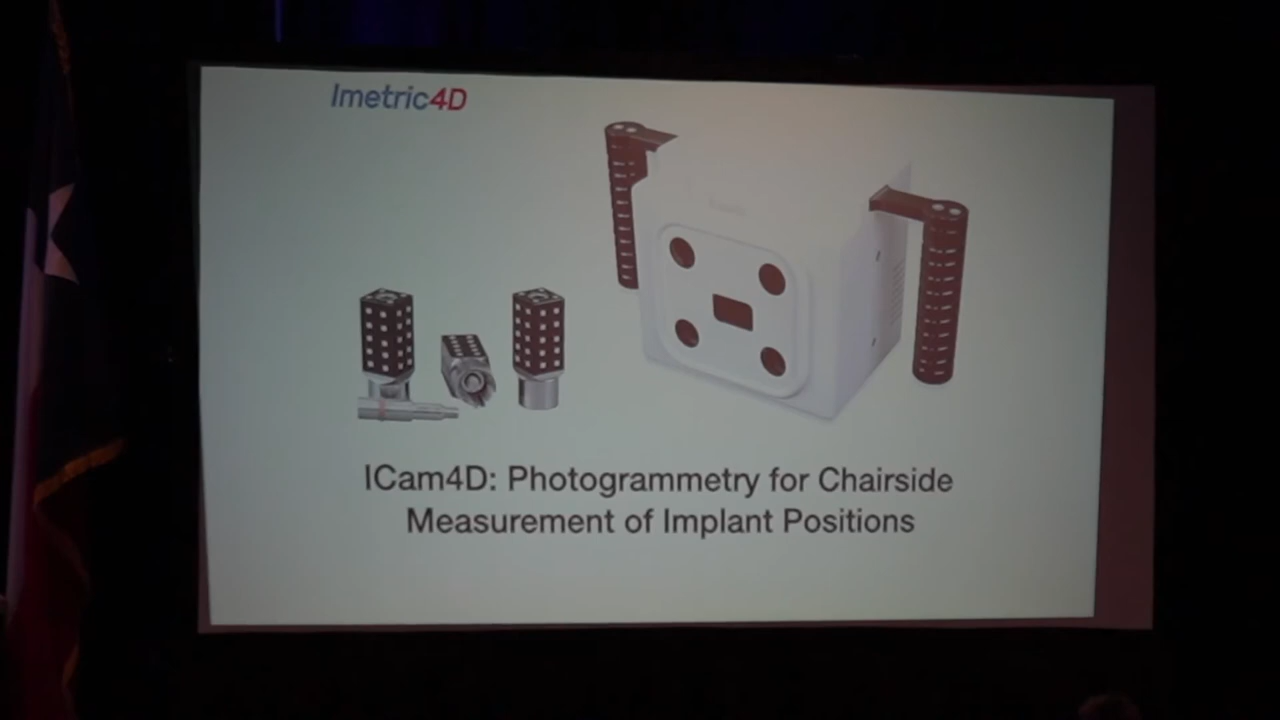 Imetric4D
ICam4D: Photogrammetry for Chairside
Measurement of Implant Positions